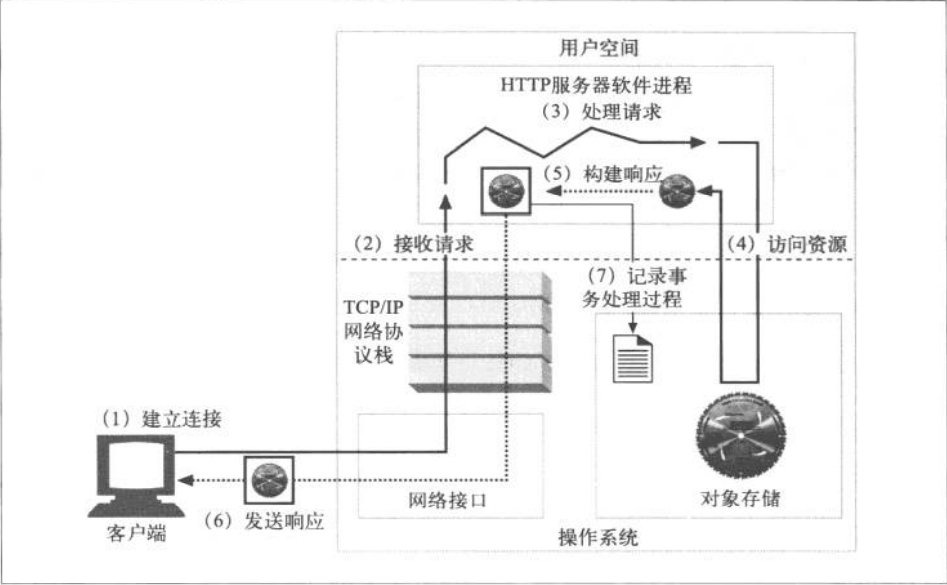 用户空间
HTTP服务器软件进程
（3）处理请求
（5）构建响应
（2）接收请求
（4）访问资源
（7）记录事
务处理过程
TCP/IP
网络协
议栈
（1）建立连接
网络接口
对象存储
（6）发送响应
客户端
操作系统